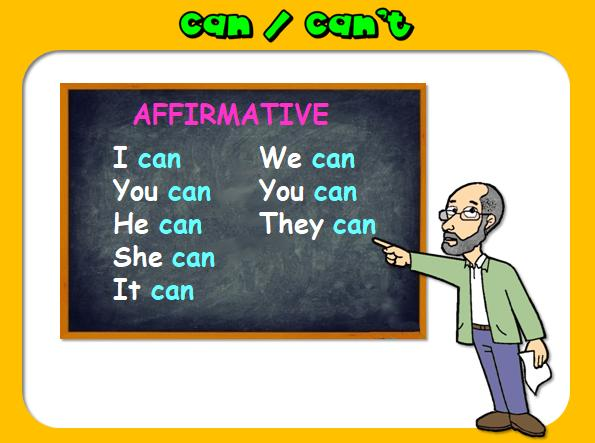 can / can't
AFFIRMATIVE
I can
You can
He can
She can
It can
We can
You can
They can